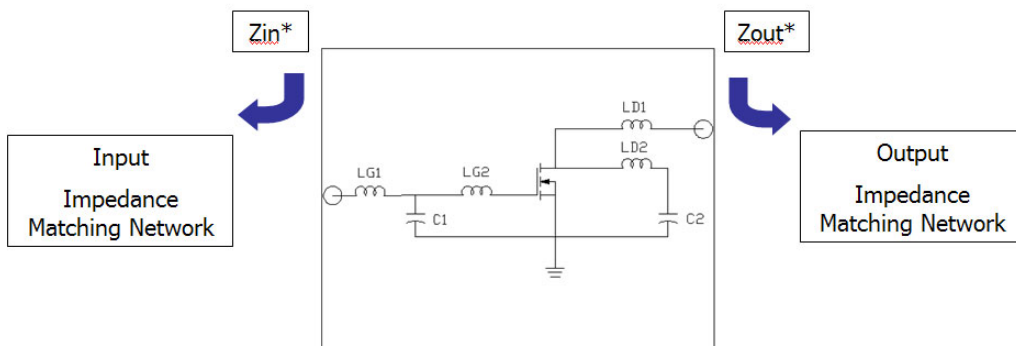 Zin*
Zout*
Input
Impedance
Matching Network
LG1
LG2
C1
LD1
LD2
C2
Output
Impedance
Matching Network